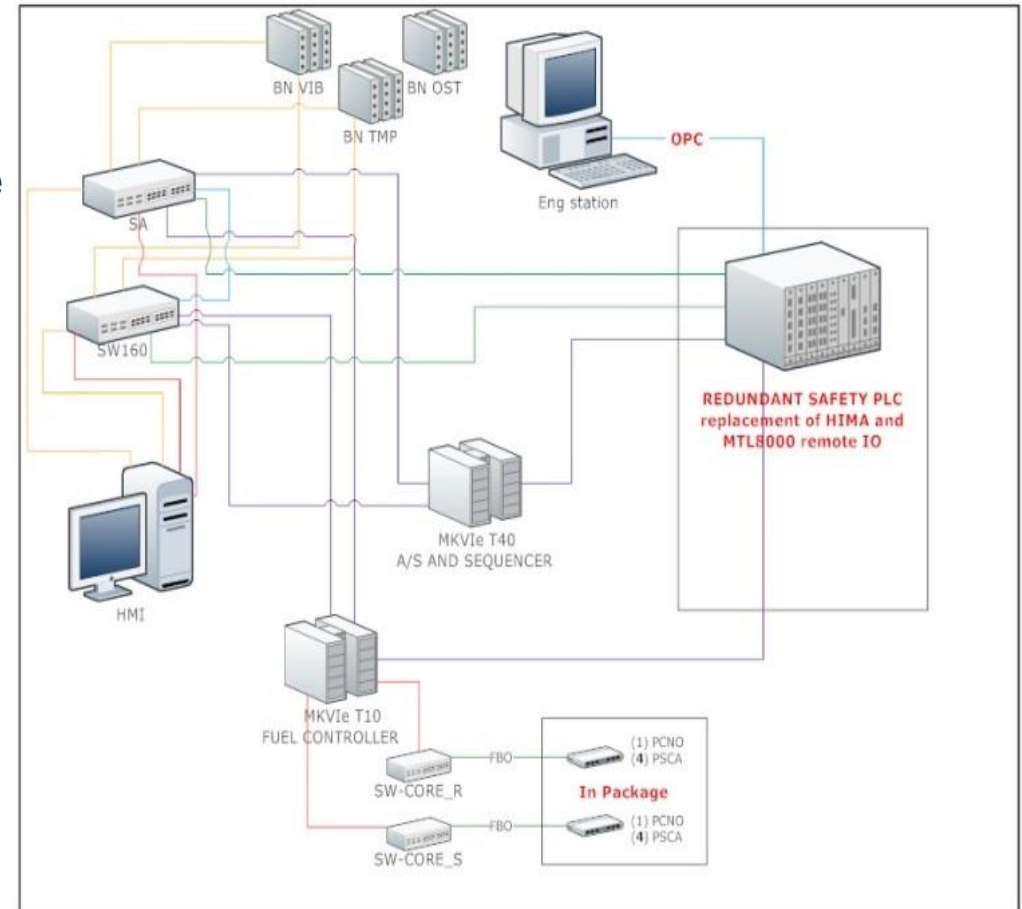 BN VIB
BN OST
BN TMP
OPC
Eng station
SA
SW160
REDUNDANT SAFETY PLC
replacement of HIMA and
MTL8000 remote IO
MKVIe T40
A/S AND SEQUENCER
HMI
MKVIe T10
FUEL CONTROLLER
SW-CORE_R
FBO
(1) PCNO
(4) PSCA
In Package
SW-CORE_S
FBO
(1) PCNO
(4) PSCA